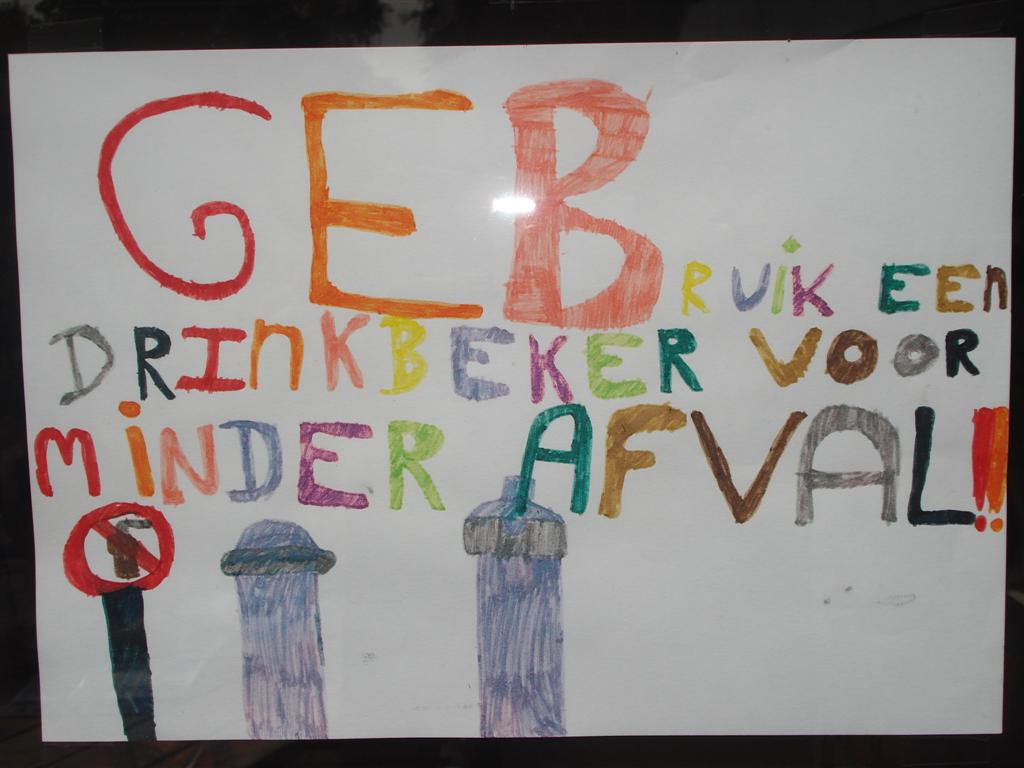 GEBRUIK EEN
DRINKBEKER VOOR
MINDER AFVAL!!